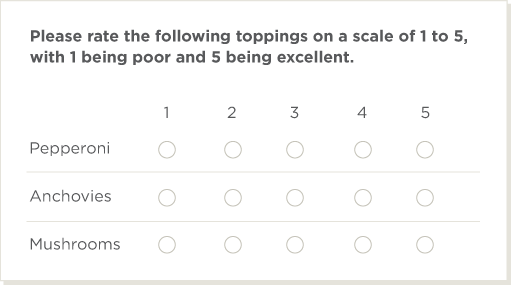 Please rate the following toppings on a scale of 1 to 5,
with 1 being poor and 5 being excellent.
1 2 3 4 5
Pepperoni
Anchovies
Mushrooms